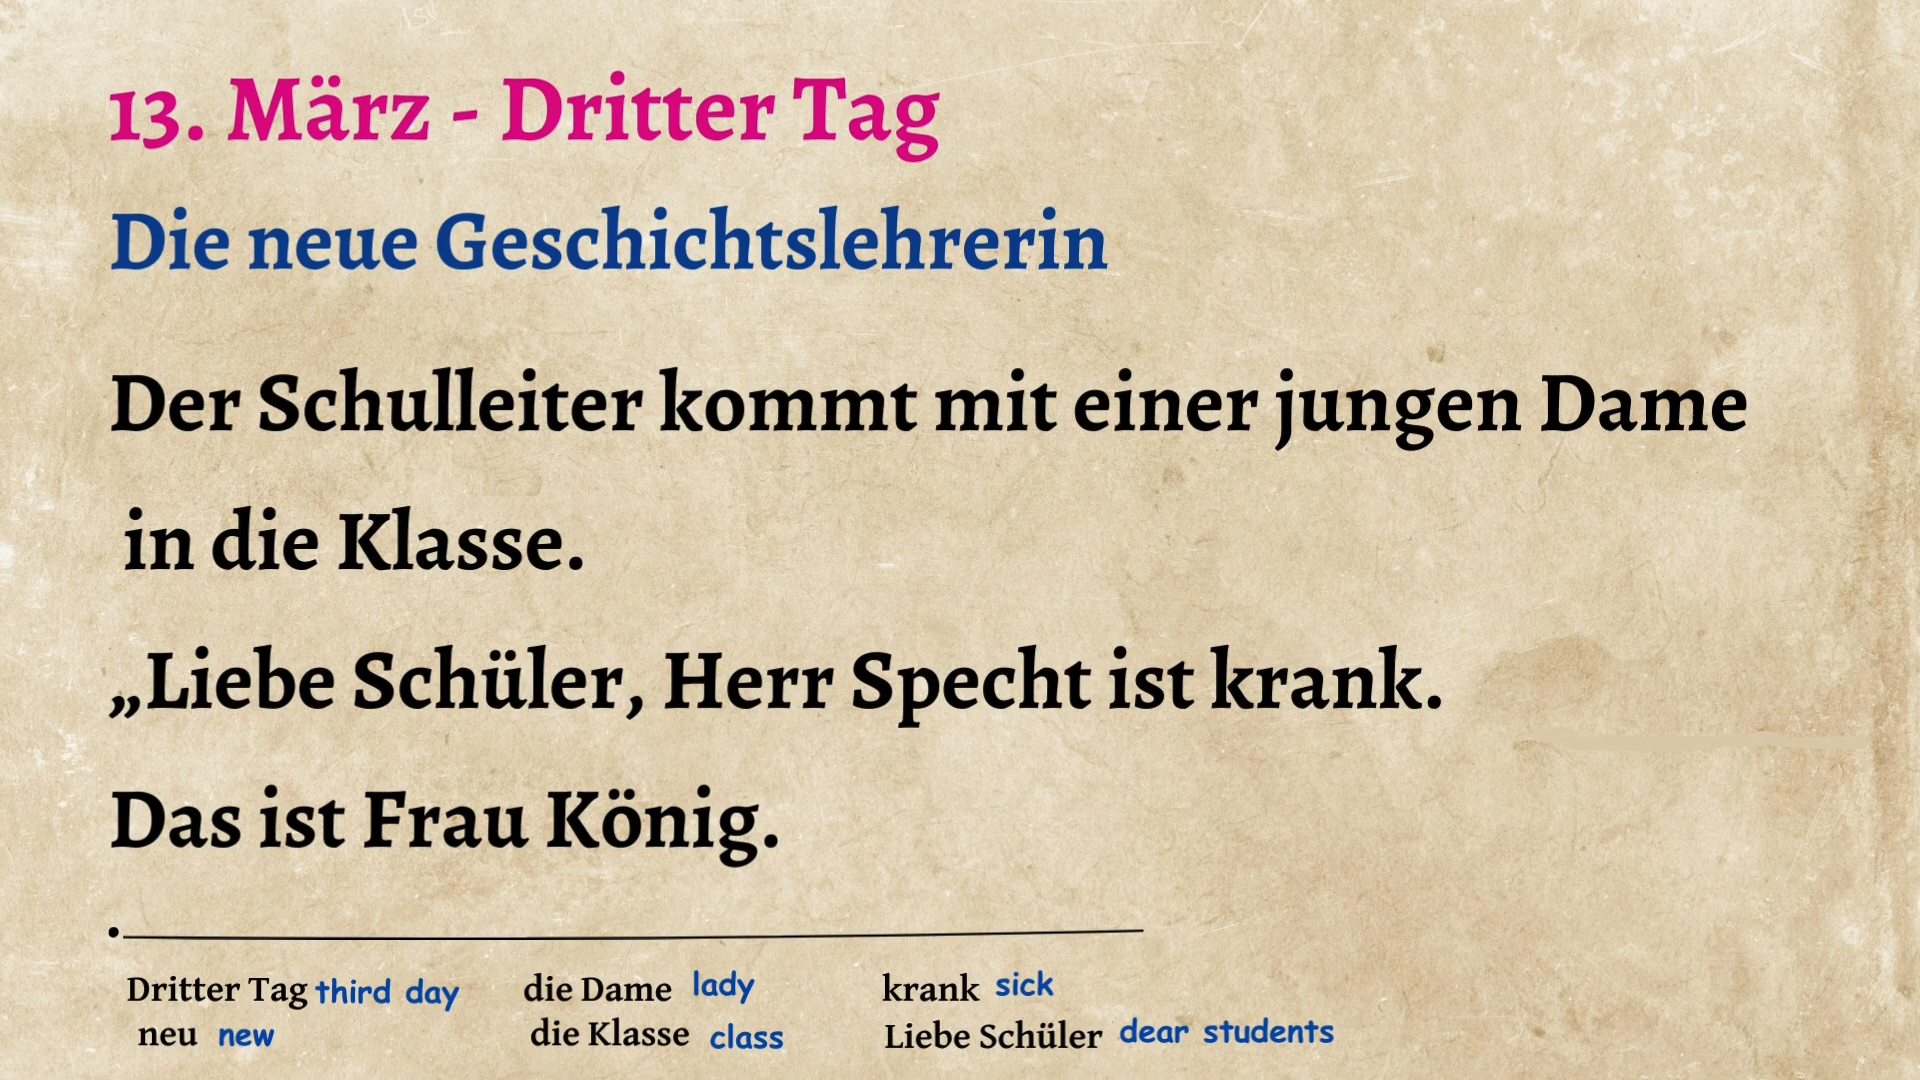 13. März - Dritter Tag
Die neue Geschichtslehrerin
Der Schulleiter kommt mit einer jungen Dame
in die Klasse.
„Liebe Schüler, Herr Specht ist krank.
Das ist Frau König.
.
Dritter Tag third day die Dame lady krank sick
neu new die Klasse class Liebe Schüler dear students